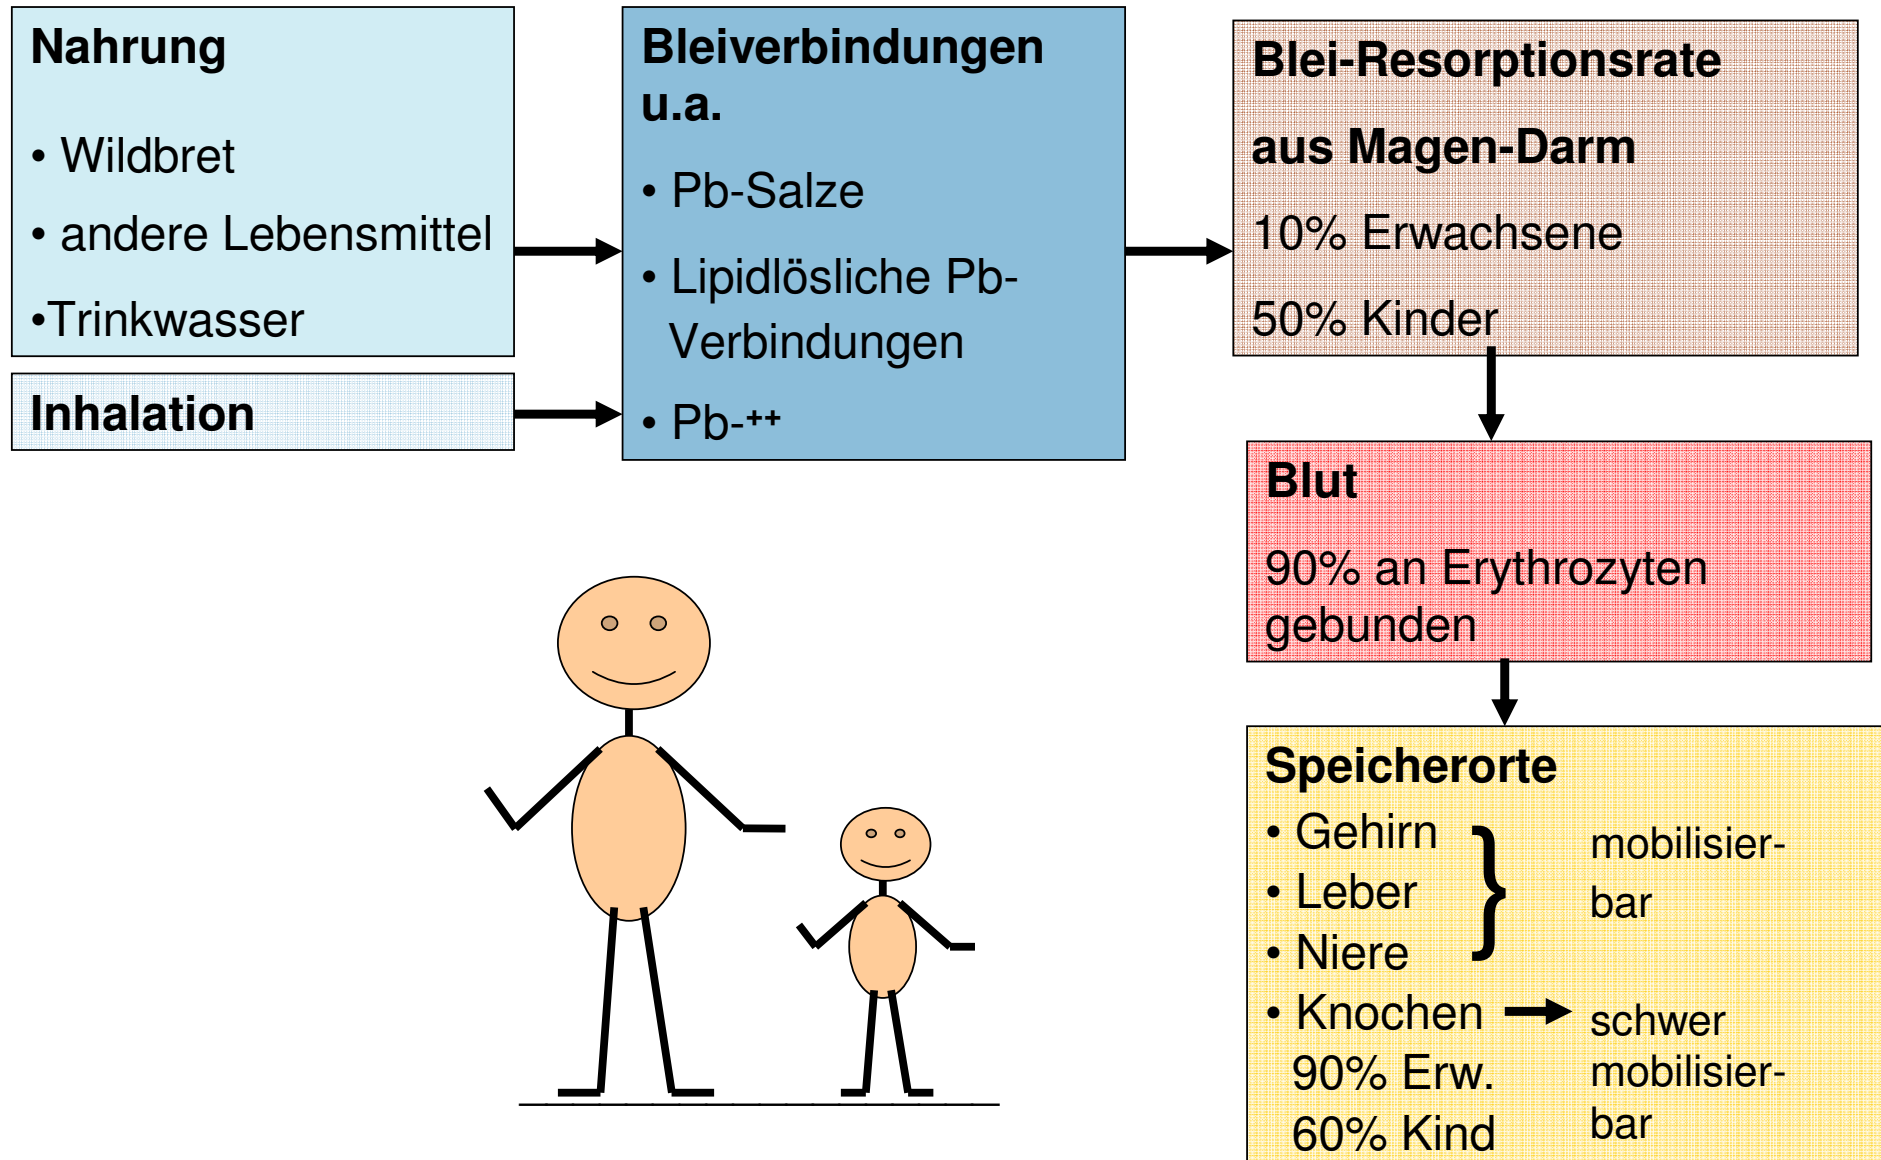 Nahrung
• Wildbret
• andere Lebensmittel
•Trinkwasser
Inhalation
Bleiverbindungen
u.a.
• Pb-Salze
• Lipidlösliche Pb-
Verbindungen
• Pb-++
Blei-Resorptionsrate
aus Magen-Darm
10% Erwachsene
50% Kinder
Blut
90% an Erythrozyten
gebunden
Speicherorte
• Gehirn
• Leber
• Niere
} mobilisier-
bar
• Knochen
90% Erw.
60% Kind
schwer
mobilisier-
bar